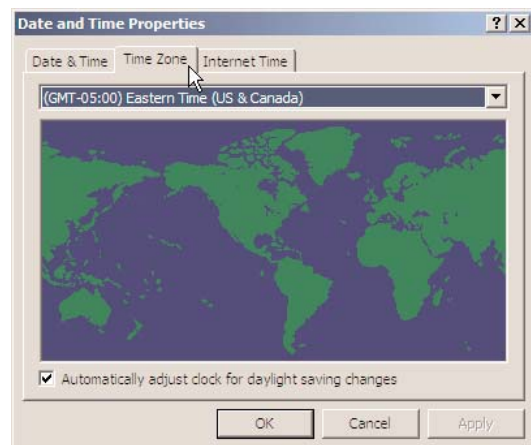 Date and Time Properties
Date & Time Time Zone Internet Time
(GMT-05:00) Eastern Time (US & Canada)
Automatically adjust clock for daylight saving changes
OK Cancel Apply